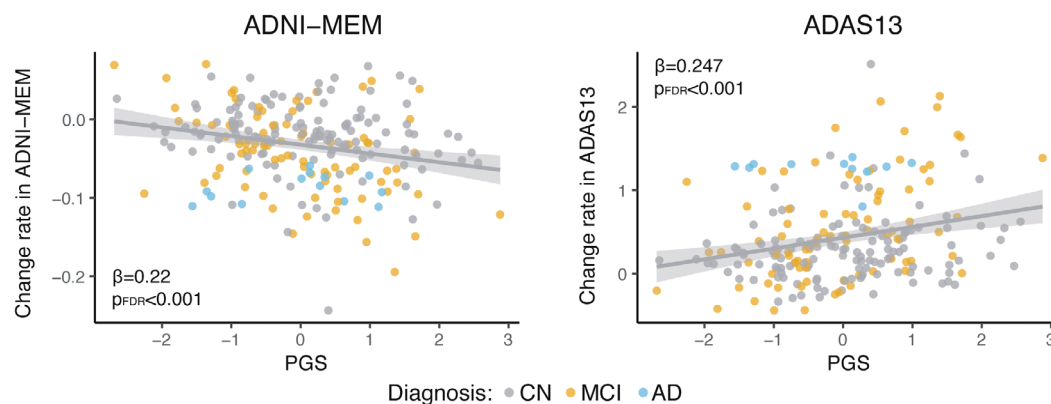 ADNI−MEM
Change rate in ADNI−MEM
0.0
−0.1
−0.2
β=0.22
pFDR<0.001
−2 −1 0 1 2 3
PGS
ADAS13
Change rate in ADAS13
2
1
0
β=0.247
pFDR<0.001
−2 −1 0 1 2 3
PGS
Diagnosis: CN MCI AD